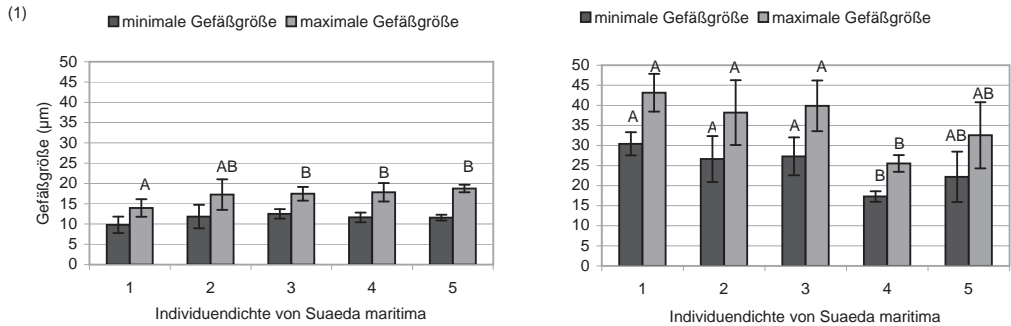 (1)
minimale Gefäßgröße maximale Gefäßgröße
50
45
40
35
30
25
20
15
10
5
0
Gefäßgröße (µm)
A AB B B B
1 2 3 4 5
Individuendichte von Suaeda maritima
minimale Gefäßgröße maximale Gefäßgröße
50
45
40
35
30
25
20
15
10
5
0
A A A A A A B B AB AB
1 2 3 4 5
Individuendichte von Suaeda maritima